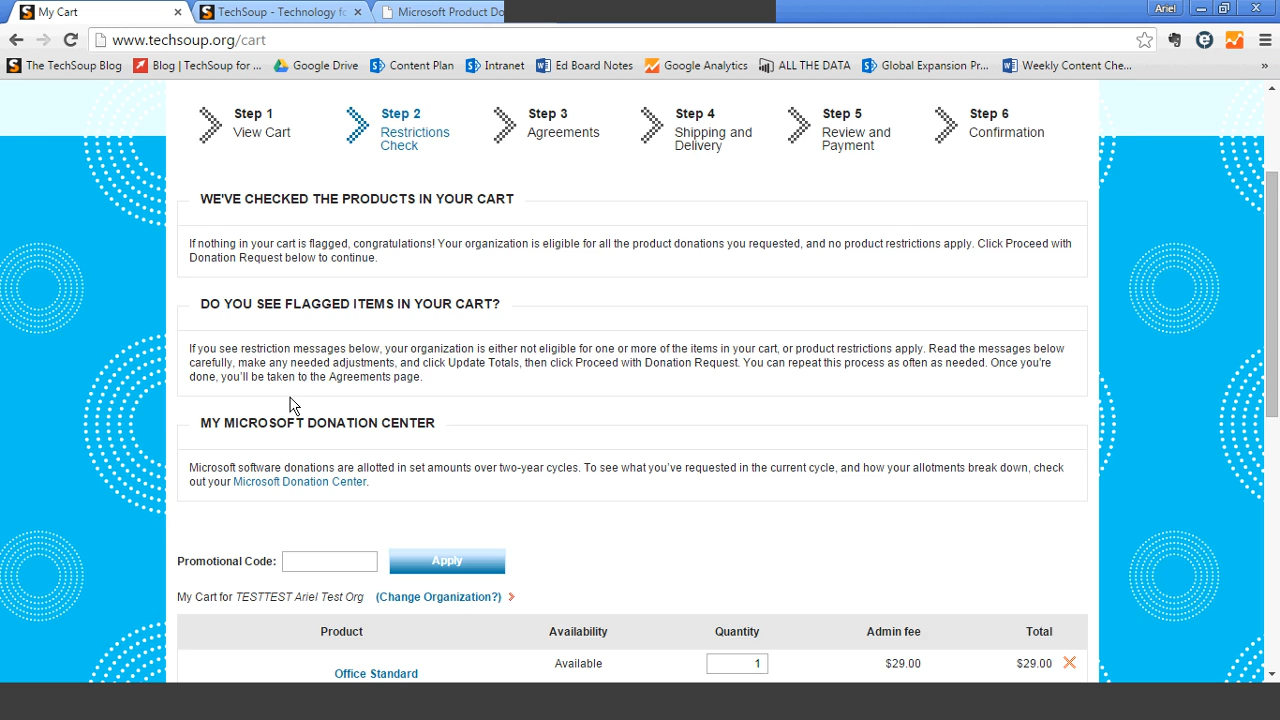 My Cart
TechSoup - Technology fo
Microsoft Product Do
Ariel
www.techsoup.org/cart
The TechSoup Blog
Blog | TechSoup for ...
Google Drive
Content Plan
Intranet
Ed Board Notes
Google Analytics
ALL THE DATA
Global Expansion Pr...
Weekly Content Che...
»
Step 1
View Cart
Step 2
Restrictions
Check
Step 3
Agreements
Step 4
Shipping and
Delivery
Step 5
Review and
Payment
Step 6
Confirmation
WE'VE CHECKED THE PRODUCTS IN YOUR CART
If nothing in your cart is flagged, congratulations! Your organization is eligible for all the product donations you requested, and no product restrictions apply. Click Proceed with
Donation Request below to continue.
DO YOU SEE FLAGGED ITEMS IN YOUR CART?
If you see restriction messages below, your organization is either not eligible for one or more of the items in your cart, or product restrictions apply. Read the messages below
carefully, make any needed adjustments, and click Update Totals, then click Proceed with Donation Request. You can repeat this process as often as needed. Once you're
done, you'll be taken to the Agreements page.
MY MICROSOFT DONATION CENTER
Microsoft software donations are allotted in set amounts over two-year cycles. To see what you've requested in the current cycle, and how your allotments break down, check
out your Microsoft Donation Center.
Promotional Code:
Apply
My Cart for TESTTEST Ariel Test Org (Change Organization?)
Product Availability Quantity Admin fee Total
Available 1 $29.00 $29.00
Office Standard